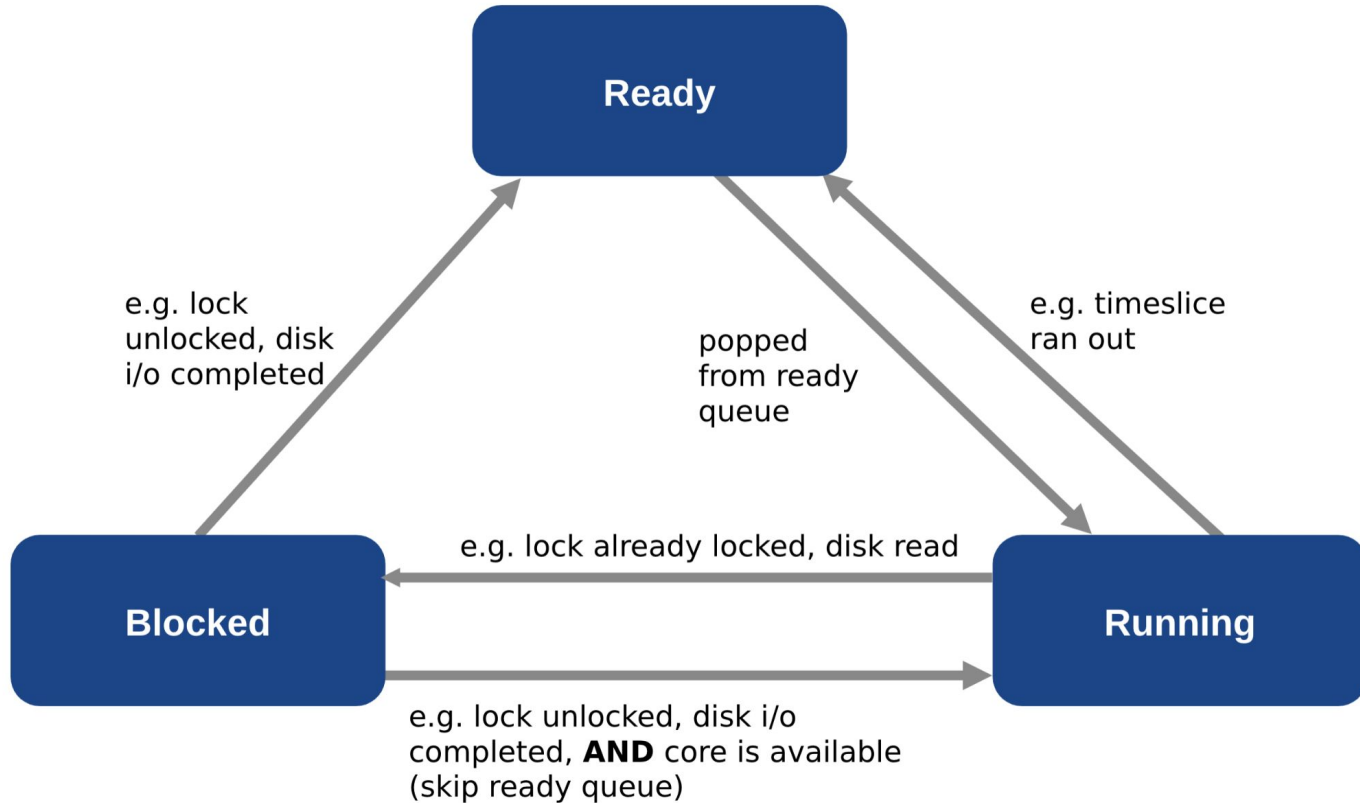 Ready
e.g. lock
unlocked, disk
i/o completed
popped
from ready
queue
e.g. timeslice
ran out
e.g. lock already locked, disk read
Blocked
Running
e.g. lock unlocked, disk i/o
completed, AND core is available
(skip ready queue)